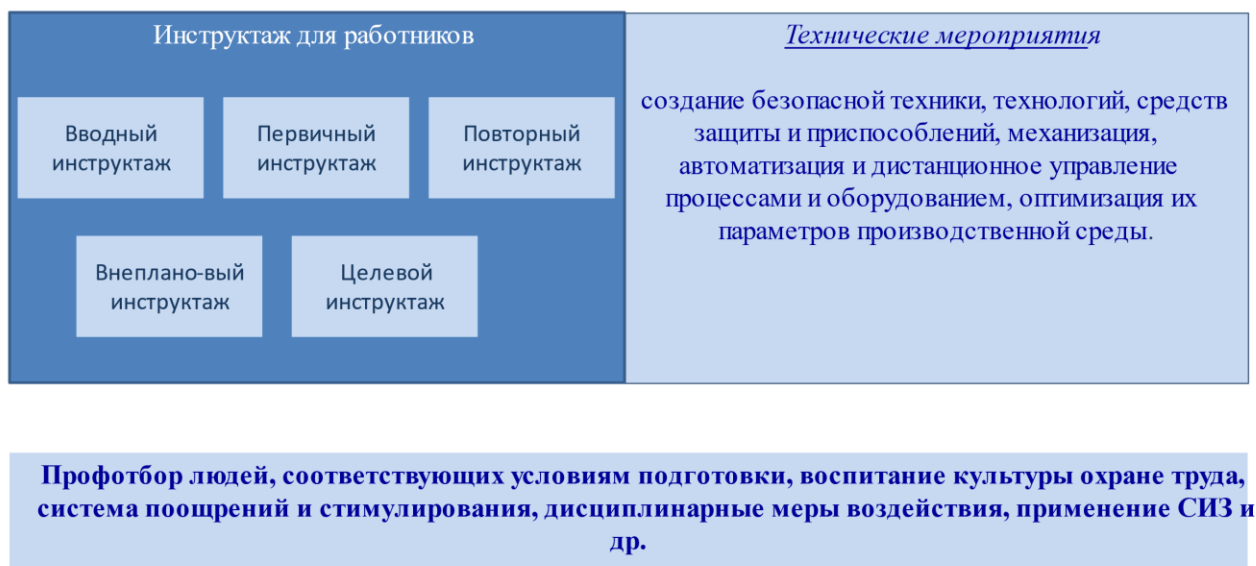 Инструктаж для работников
Вводный
инструктаж
Первичный
инструктаж
Повторный
инструктаж
Внеплано-вый
инструктаж
Целевой
инструктаж
Технические мероприятия
создание безопасной техники, технологий, средств
защиты и приспособлений, механизация,
автоматизация и дистанционное управление
процессами и оборудованием, оптимизация их
параметров производственной среды.
Профотбор людей, соответствующих условиям подготовки, воспитание культуры охране труда,
система поощрений и стимулирования, дисциплинарные меры воздействия, применение СИЗ и
др.